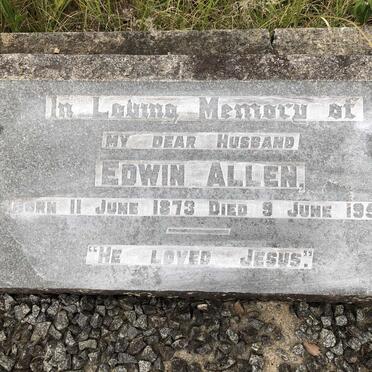 In Loving Memory of
MY DEAR HUSBAND
EDWIN ALLEN,
BORN 11 JUNE 1873 DIED 9 JUNE
"HE LOVED JESUS."